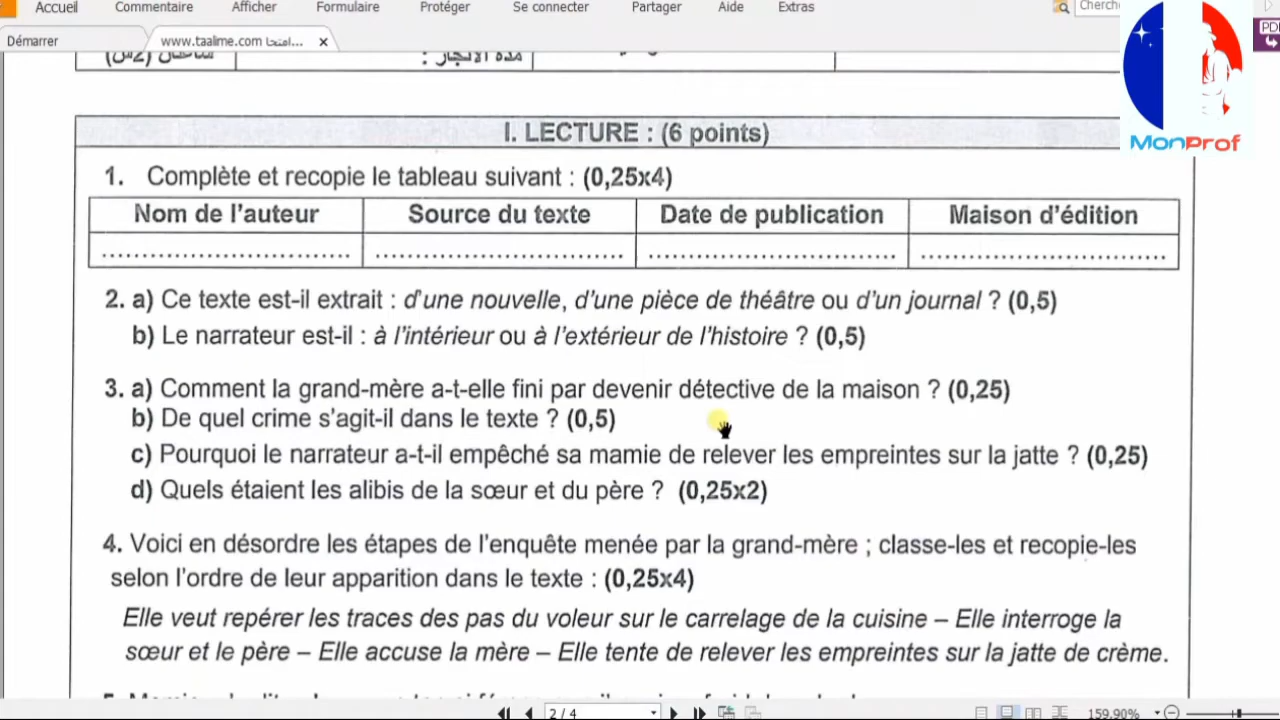 Accueil Commentaire Afficher Formulaire Protéger Se connecter Partager Aide Extras Cherche
Démarrer www.taalime.com امتحا... ×
PDF
ساعتان (2س) مدة الإنجاز :
MonProf
I. LECTURE : (6 points)
1. Complète et recopie le tableau suivant : (0,25x4)
Nom de l'auteur Source du texte Date de publication Maison d'édition
............................... ............................... ............................... ...............................
2. a) Ce texte est-il extrait : d'une nouvelle, d'une pièce de théâtre ou d'un journal ? (0,5)
b) Le narrateur est-il : à l'intérieur ou à l'extérieur de l'histoire ? (0,5)
3. a) Comment la grand-mère a-t-elle fini par devenir détective de la maison ? (0,25)
b) De quel crime s'agit-il dans le texte ? (0,5)
c) Pourquoi le narrateur a-t-il empêché sa mamie de relever les empreintes sur la jatte ? (0,25)
d) Quels étaient les alibis de la sœur et du père ? (0,25x2)
4. Voici en désordre les étapes de l'enquête menée par la grand-mère ; classe-les et recopie-les
selon l'ordre de leur apparition dans le texte : (0,25x4)
Elle veut repérer les traces des pas du voleur sur le carrelage de la cuisine – Elle interroge la
sœur et le père – Elle accuse la mère – Elle tente de relever les empreintes sur la jatte de crème.
2 / 4 159,90%